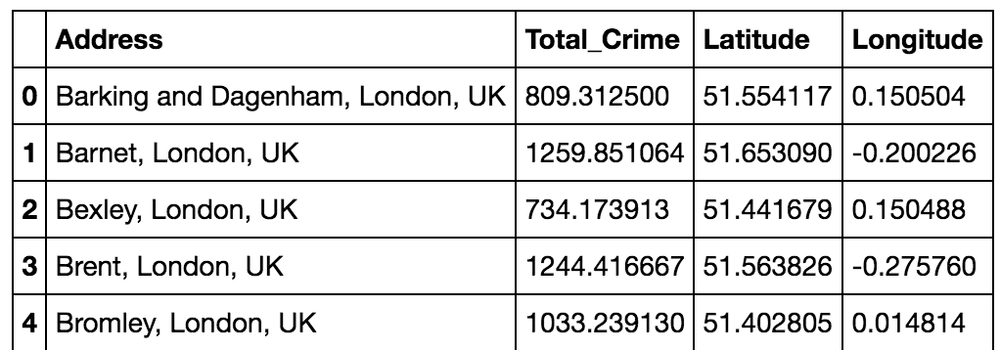 Address Total_Crime Latitude Longitude
0 Barking and Dagenham, London, UK 809.312500 51.554117 0.150504
1 Barnet, London, UK 1259.851064 51.653090 -0.200226
2 Bexley, London, UK 734.173913 51.441679 0.150488
3 Brent, London, UK 1244.416667 51.563826 -0.275760
4 Bromley, London, UK 1033.239130 51.402805 0.014814